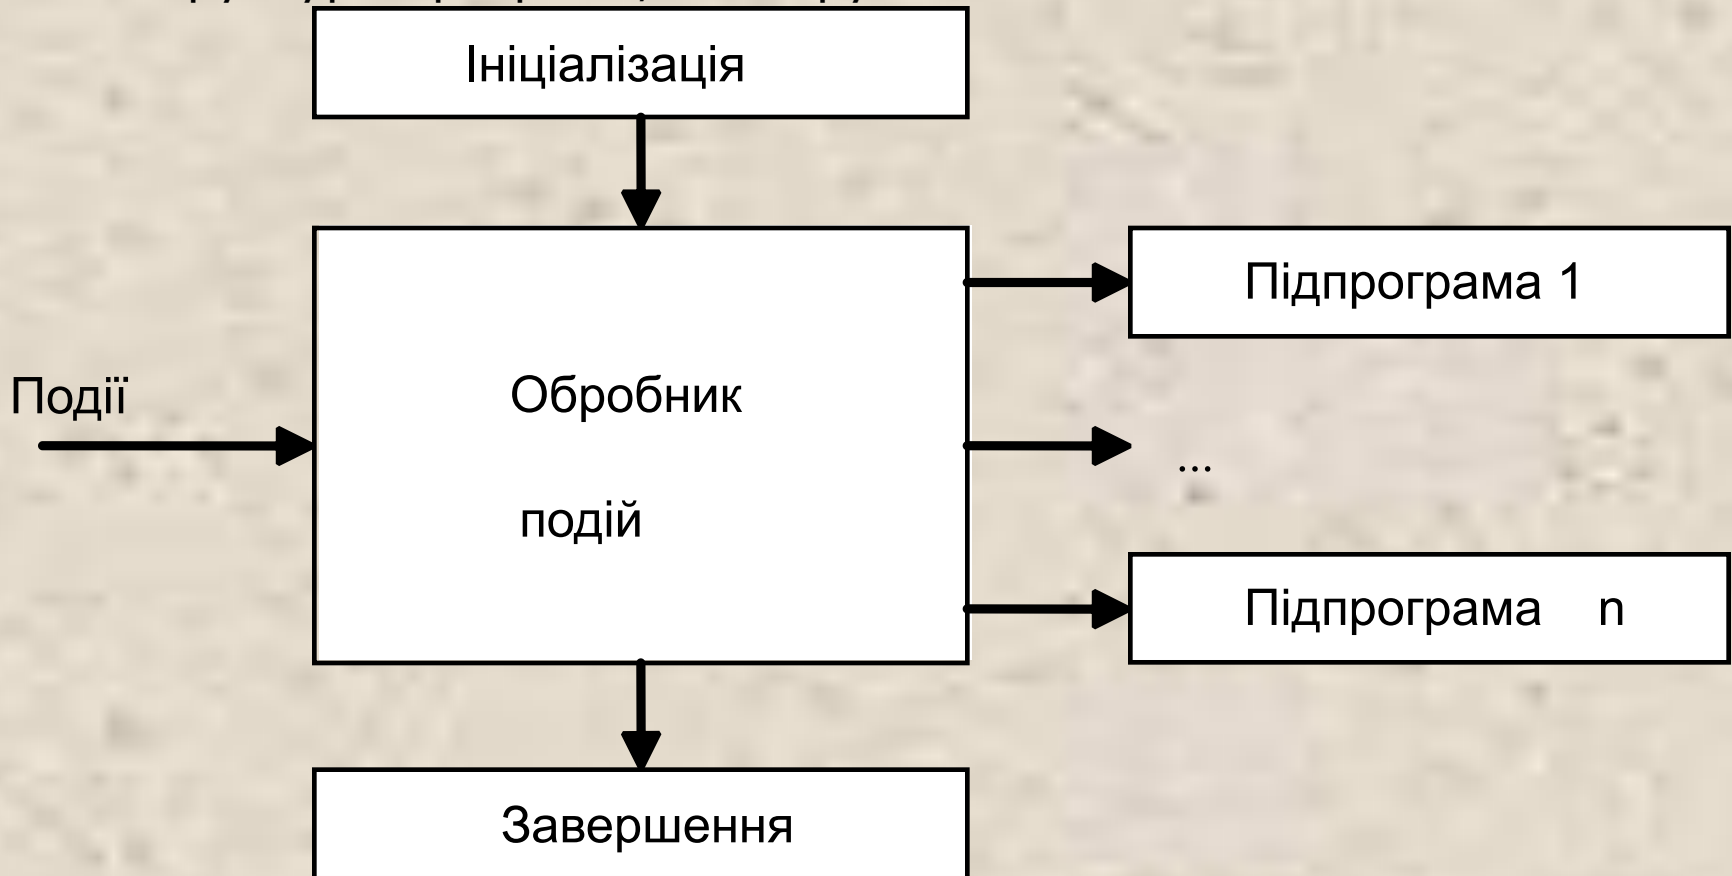 Ініціалізація
Підпрограма 1
Події
Обробник
...
подій
Підпрограма n
Завершення